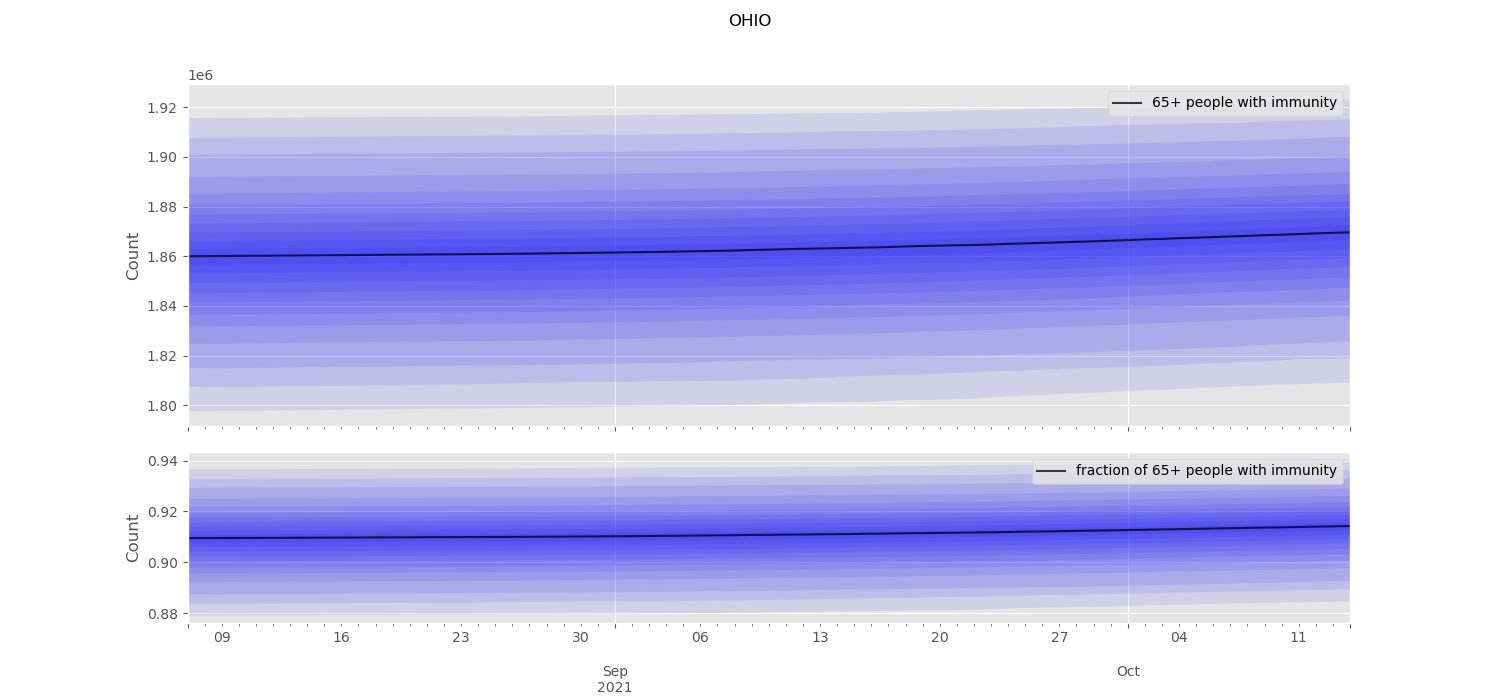 OHIO
1e6
65+ people with immunity
1.92
1.90
1.88
1.86
1.84
1.82
1.80
Count
fraction of 65+ people with immunity
0.94
0.92
0.90
0.88
Count
09 16 23 30 06 13 20 27 04 11
Sep Oct
2021